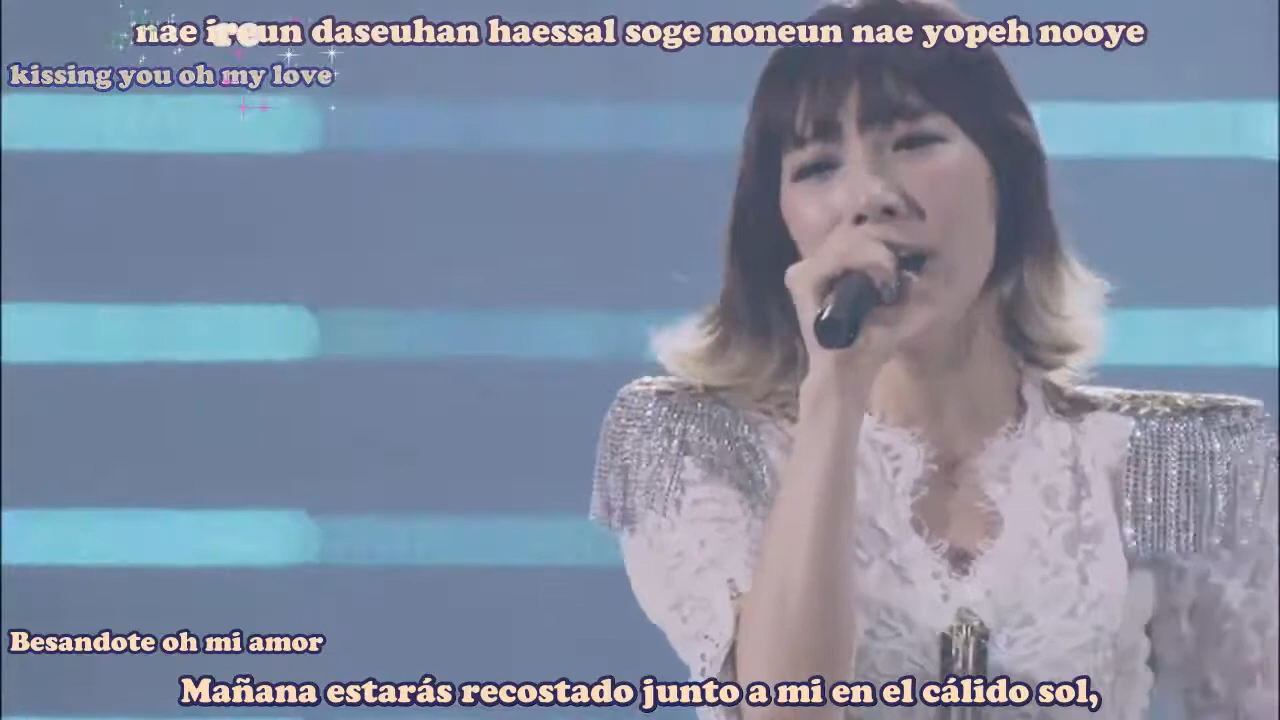 nae ireun daseuhan haessal soge noneun nae yopeh nooye
kissing you oh my love
Besandote oh mi amor
Mañana estarás recostado junto a mi en el cálido sol,